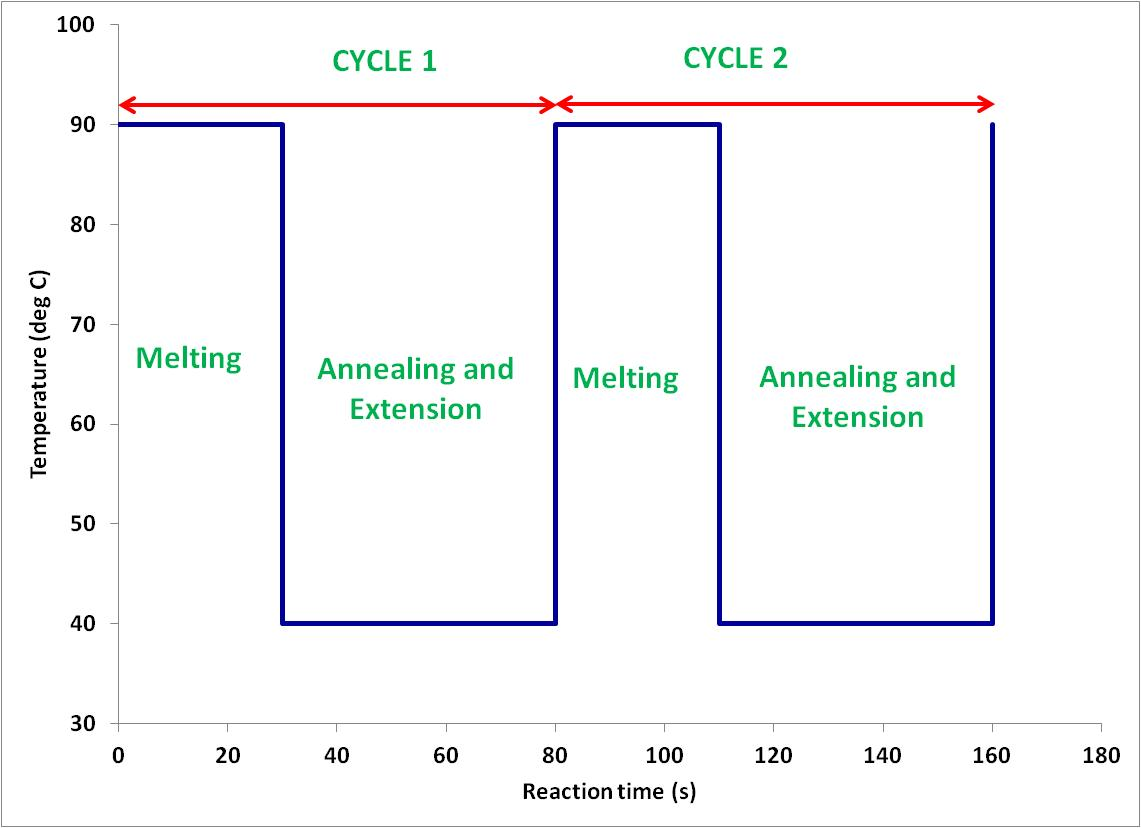 100
CYCLE 1
CYCLE 2
90
80
70
Melting
Annealing and
Extension
Melting
Annealing and
Extension
60
50
40
30
Temperature (deg C)
0 20 40 60 80 100 120 140 160 180
Reaction time (s)